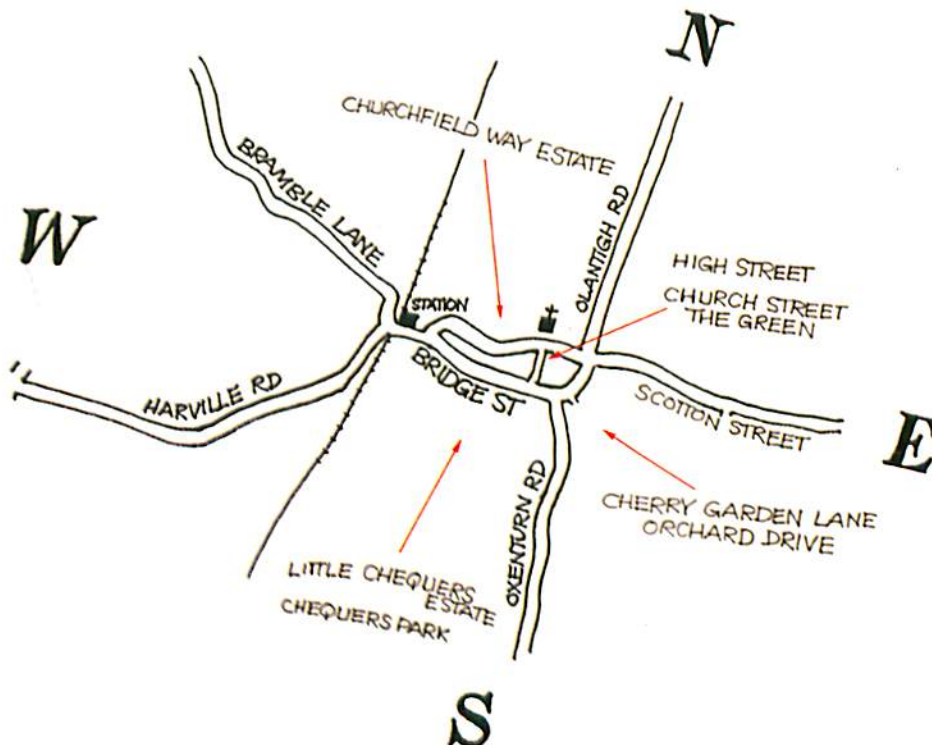 N
CHURCHFIELD WAY ESTATE
BRAMBLE LANE
W
OLANTIGH RD
HIGH STREET
CHURCH STREET
THE GREEN
STATION
BRIDGE ST
HARVILLE RD
SCOTTON STREET
E
CHERRY GARDEN LANE
ORCHARD DRIVE
OXENTURN RD
LITTLE CHEQUERS
ESTATE
CHEQUERS PARK
S